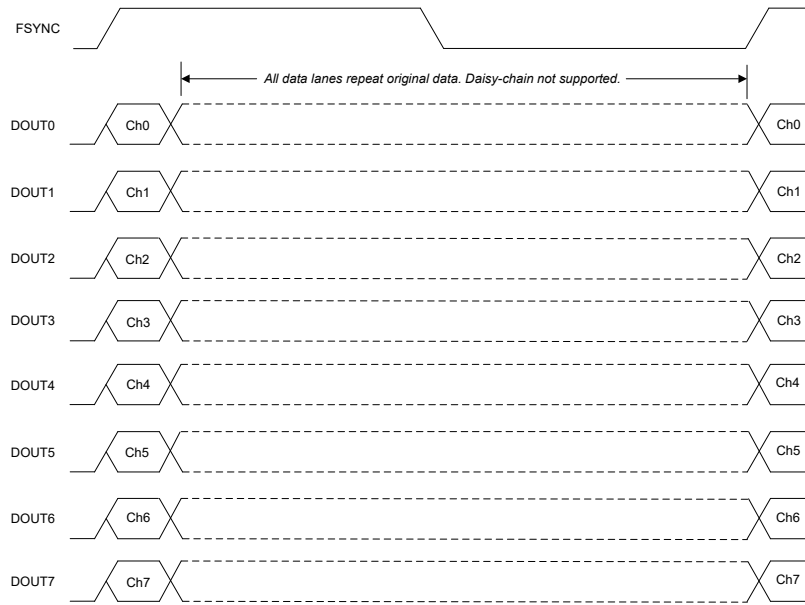 FSYNC
All data lanes repeat original data. Daisy-chain not supported.
DOUT0 Ch0 Ch0
DOUT1 Ch1 Ch1
DOUT2 Ch2 Ch2
DOUT3 Ch3 Ch3
DOUT4 Ch4 Ch4
DOUT5 Ch5 Ch5
DOUT6 Ch6 Ch6
DOUT7 Ch7 Ch7